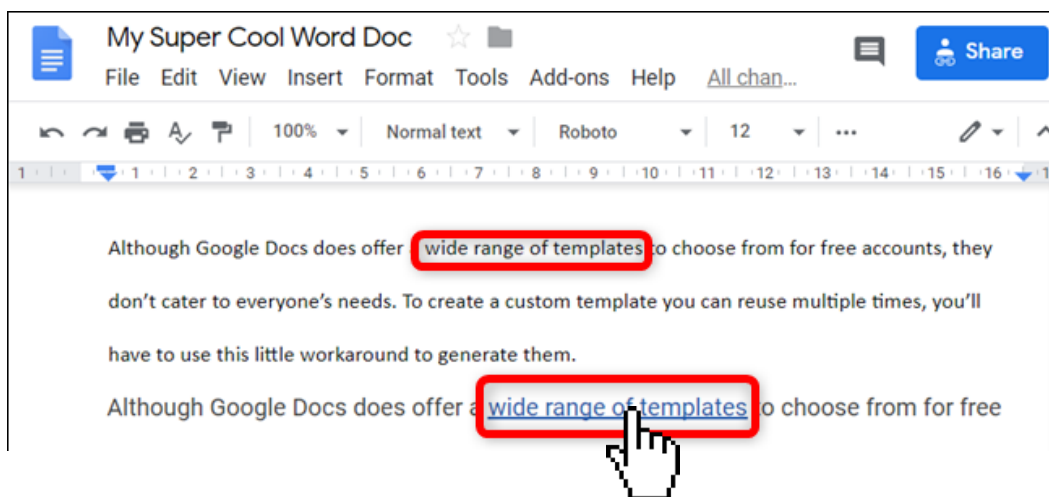 My Super Cool Word Doc
File Edit View Insert Format Tools Add-ons Help All chan...
Share
100% Normal text Roboto 12 ...
1 1 2 3 4 5 6 7 8 9 10 11 12 13 14 15 16 1
Although Google Docs does offer a wide range of templates to choose from for free accounts, they
don’t cater to everyone’s needs. To create a custom template you can reuse multiple times, you’ll
have to use this little workaround to generate them.
Although Google Docs does offer a wide range of templates to choose from for free